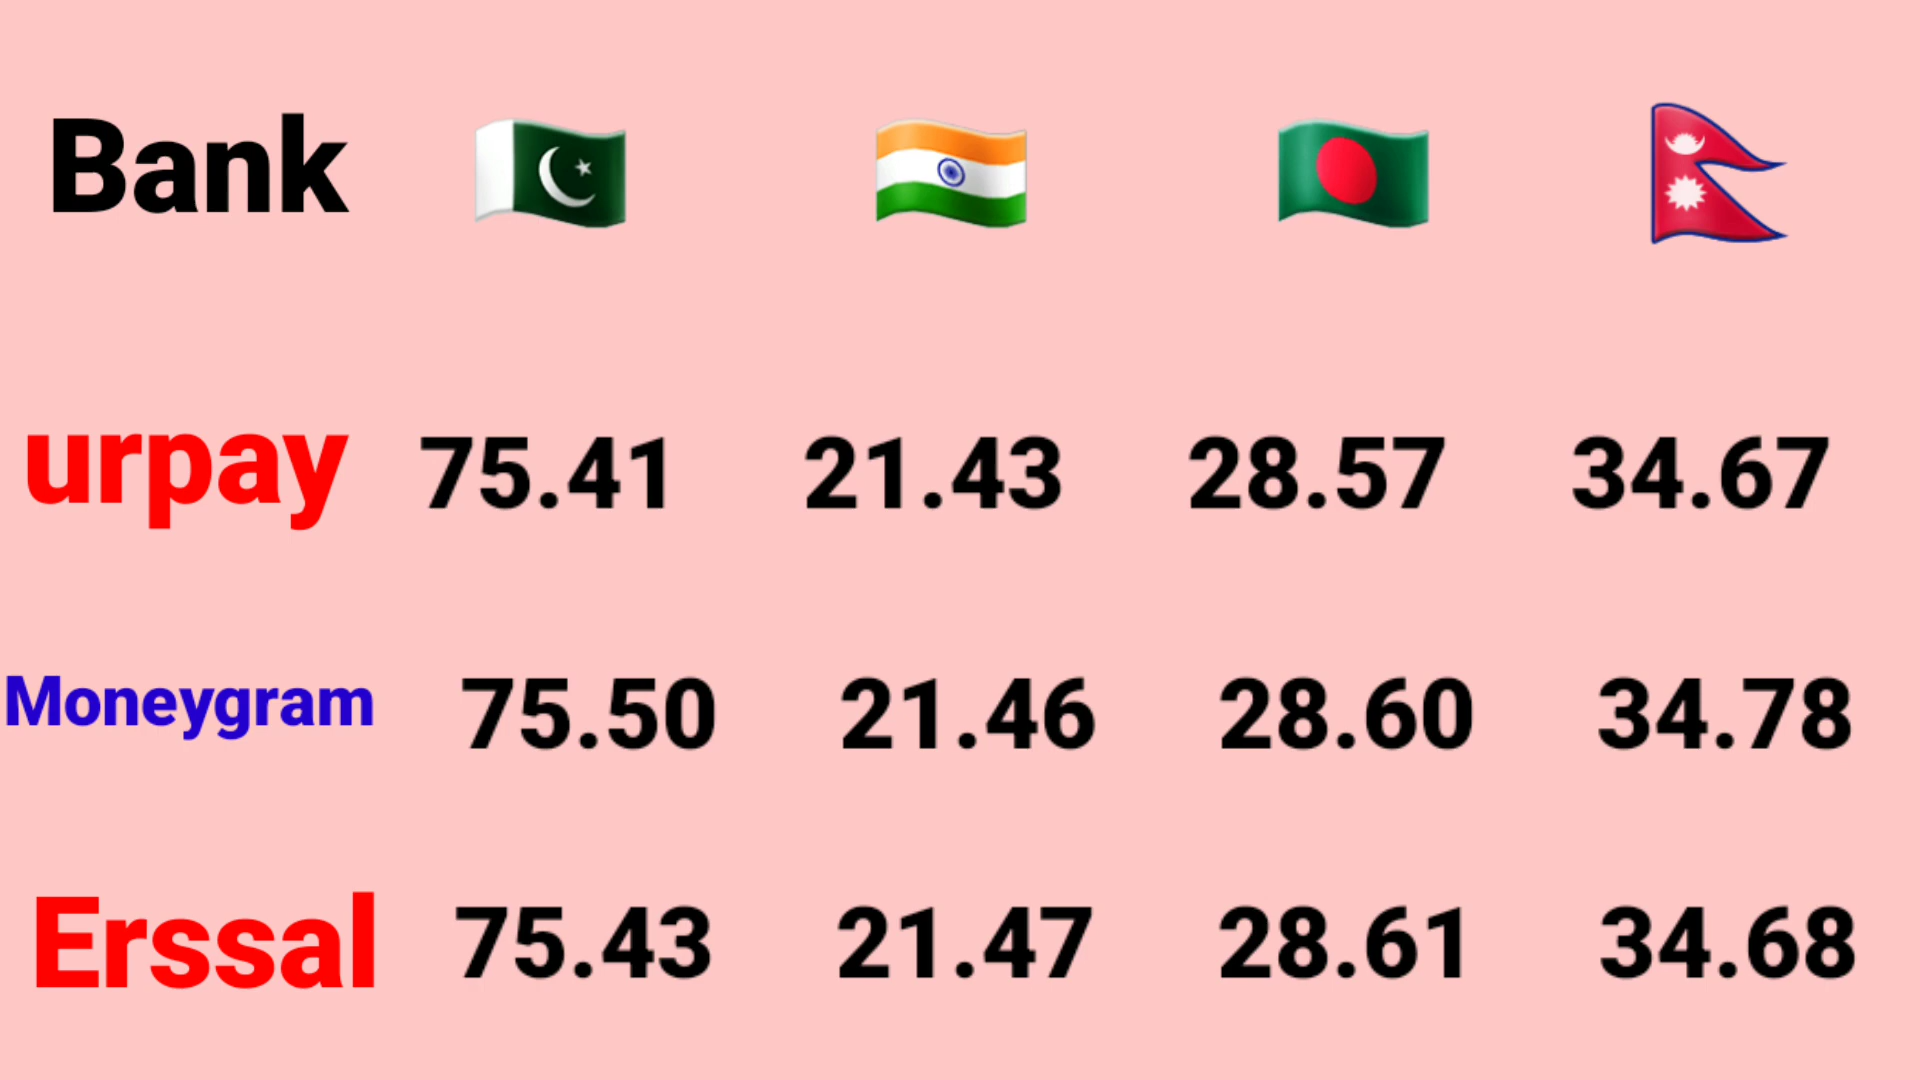 Bank
urpay 75.41 21.43 28.57 34.67
Moneygram 75.50 21.46 28.60 34.78
Erssal 75.43 21.47 28.61 34.68